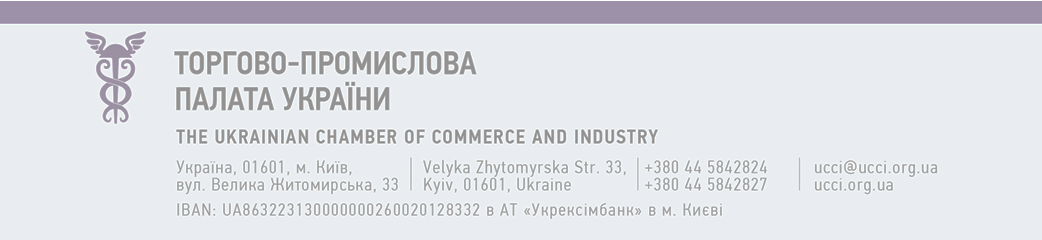 ТОРГОВО-ПРОМИСЛОВА
ПАЛАТА УКРАЇНИ
THE UKRAINIAN CHAMBER OF COMMERCE AND INDUSTRY
Україна, 01601, м. Київ,
вул. Велика Житомирська, 33
Velyka Zhytomyrska Str. 33,
Kyiv, 01601, Ukraine
+380 44 5842824
+380 44 5842827
ucci@ucci.org.ua
ucci.org.ua
IBAN: UA863223130000000260020128332 в АТ «Укрексімбанк» в м. Києві